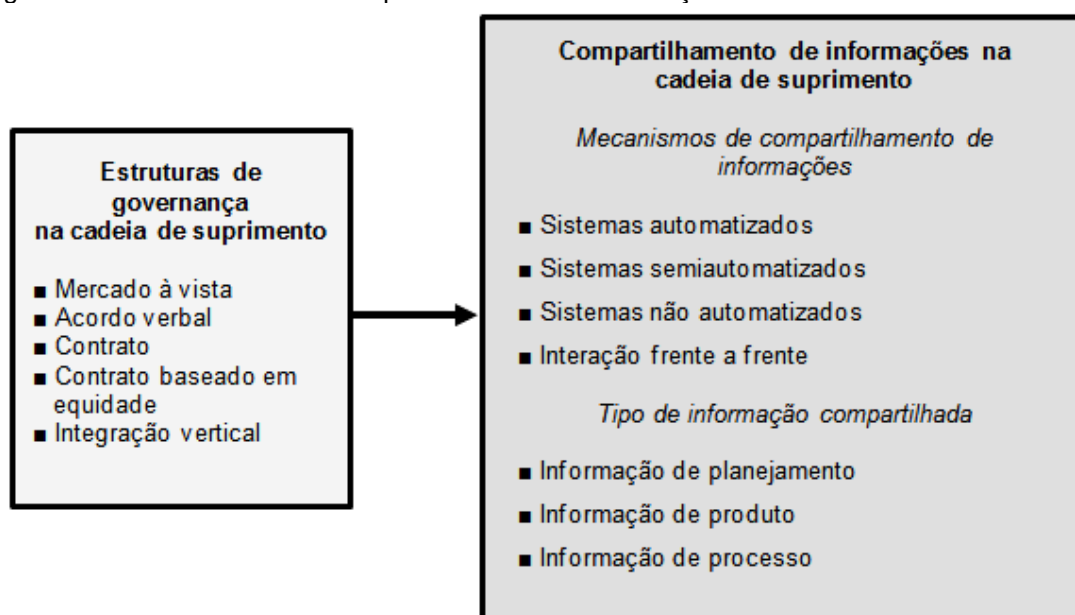 Estruturas de
governança
na cadeia de suprimento
■ Mercado à vista
■ Acordo verbal
■ Contrato
■ Contrato baseado em
equidade
■ Integração vertical
Compartilhamento de informações na
cadeia de suprimento
Mecanismos de compartilhamento de
informações
■ Sistemas automatizados
■ Sistemas semiautomatizados
■ Sistemas não automatizados
■ Interação frente a frente
Tipo de informação compartilhada
■ Informação de planejamento
■ Informação de produto
■ Informação de processo